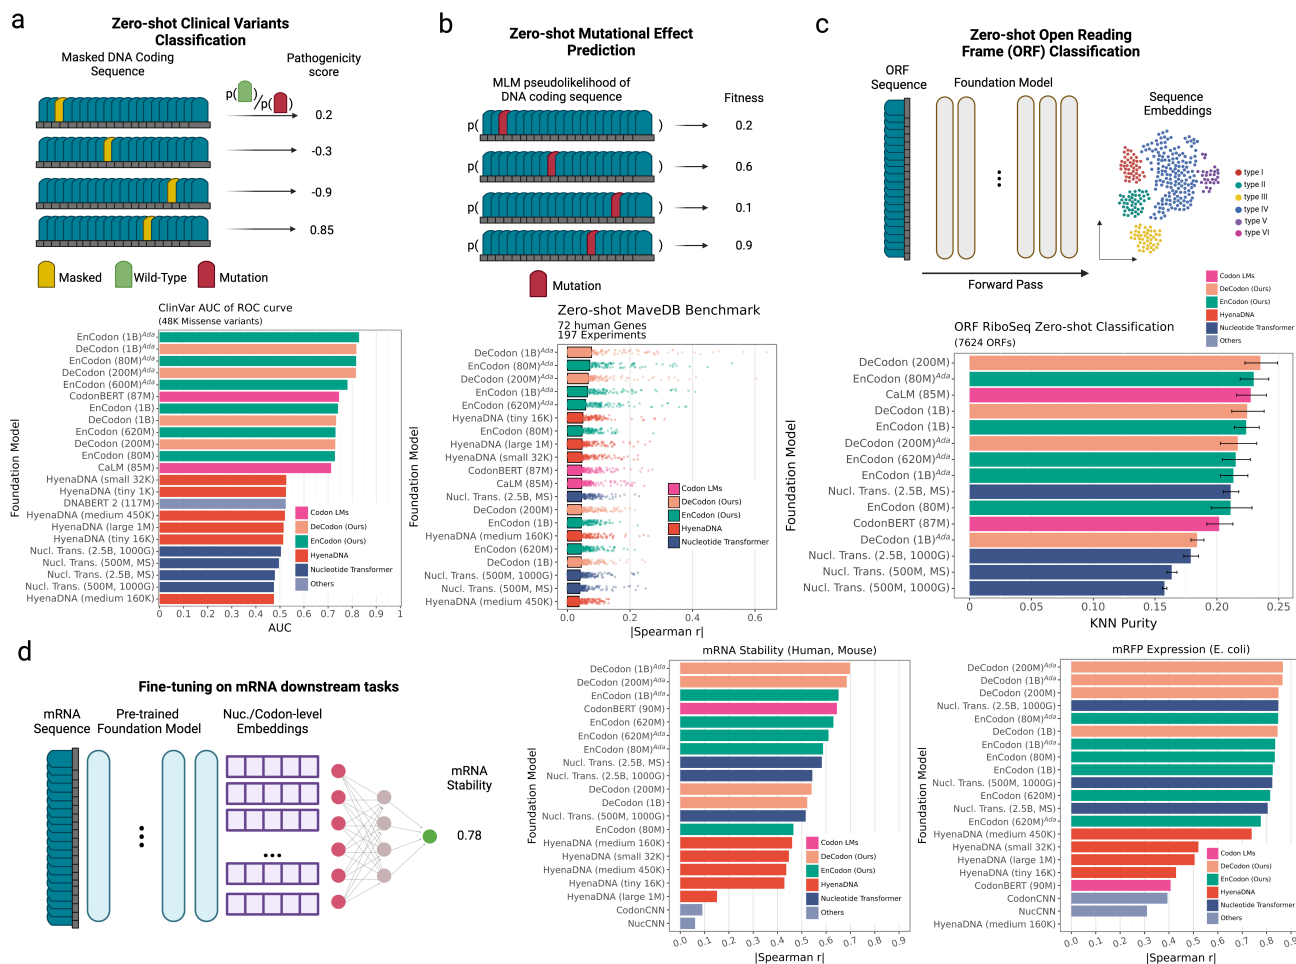 a
Zero-shot Clinical Variants
Classification
Masked DNA Coding
Sequence
Pathogenicity
score
p( )/p( )
0.2
-0.3
-0.9
0.85
Masked
Wild-Type
Mutation
ClinVar AUC of ROC curve
(48K Missense variants)
Foundation Model
EnCodon (1B)Ada
DeCodon (1B)Ada
EnCodon (80M)Ada
DeCodon (200M)Ada
EnCodon (600M)Ada
CodonBERT (87M)
EnCodon (1B)
DeCodon (1B)
EnCodon (620M)
DeCodon (200M)
EnCodon (80M)
CaLM (85M)
HyenaDNA (small 32K)
HyenaDNA (tiny 1K)
DNABERT 2 (117M)
HyenaDNA (medium 450K)
HyenaDNA (large 1M)
HyenaDNA (tiny 16K)
Nucl. Trans. (2.5B, 1000G)
Nucl. Trans. (500M, MS)
Nucl. Trans. (2.5B, MS)
Nucl. Trans. (500M, 1000G)
HyenaDNA (medium 160K)
Codon LMs
DeCodon (Ours)
EnCodon (Ours)
HyenaDNA
Nucleotide Transformer
Others
0 0.1 0.2 0.3 0.4 0.5 0.6 0.7 0.8 0.9 1
AUC
b
Zero-shot Mutational Effect
Prediction
MLM pseudolikelihood of
DNA coding sequence
Fitness
p( ) 0.2
p( ) 0.6
p( ) 0.1
p( ) 0.9
Mutation
Zero-shot MaveDB Benchmark
72 human Genes
197 Experiments
Foundation Model
DeCodon (1B)Ada
EnCodon (80M)Ada
DeCodon (200M)Ada
EnCodon (1B)Ada
EnCodon (620M)Ada
HyenaDNA (tiny 16K)
EnCodon (80M)
HyenaDNA (large 1M)
HyenaDNA (small 32K)
CodonBERT (87M)
CaLM (85M)
Nucl. Trans. (2.5B, MS)
DeCodon (200M)
EnCodon (1B)
HyenaDNA (medium 160K)
EnCodon (620M)
DeCodon (1B)
Nucl. Trans. (500M, 1000G)
Nucl. Trans. (500M, MS)
HyenaDNA (medium 450K)
Codon LMs
DeCodon (Ours)
EnCodon (Ours)
HyenaDNA
Nucleotide Transformer
0.0 0.2 0.4 0.6
|Spearman r|
c
Zero-shot Open Reading
Frame (ORF) Classification
ORF
Sequence
Foundation Model
Sequence
Embeddings
type I
type II
type III
type IV
type V
type VI
Forward Pass
Codon LMs
DeCodon (Ours)
EnCodon (Ours)
HyenaDNA
Nucleotide Transformer
Others
ORF RiboSeq Zero-shot Classification
(7624 ORFs)
Foundation Model
DeCodon (200M)
EnCodon (80M)Ada
CaLM (85M)
DeCodon (1B)
EnCodon (1B)
DeCodon (200M)Ada
EnCodon (620M)Ada
EnCodon (1B)Ada
Nucl. Trans. (2.5B, MS)
EnCodon (80M)
CodonBERT (87M)
DeCodon (1B)Ada
Nucl. Trans. (2.5B, 1000G)
Nucl. Trans. (500M, MS)
Nucl. Trans. (500M, 1000G)
0 0.05 0.10 0.15 0.20 0.25
KNN Purity
d
Fine-tuning on mRNA downstream tasks
mRNA
Sequence
Pre-trained
Foundation Model
Nuc./Codon-level
Embeddings
mRNA
Stability
0.78
mRNA Stability (Human, Mouse)
Foundation Model
DeCodon (1B)Ada
DeCodon (200M)Ada
EnCodon (1B)Ada
CodonBERT (90M)
EnCodon (620M)
EnCodon (620M)Ada
EnCodon (80M)Ada
Nucl. Trans. (2.5B, MS)
Nucl. Trans. (2.5B, 1000G)
DeCodon (200M)
DeCodon (1B)
Nucl. Trans. (500M, 1000G)
EnCodon (80M)
HyenaDNA (medium 160K)
HyenaDNA (small 32K)
HyenaDNA (medium 450K)
HyenaDNA (tiny 16K)
HyenaDNA (large 1M)
CodonCNN
NucCNN
Codon LMs
DeCodon (Ours)
EnCodon (Ours)
HyenaDNA
Nucleotide Transformer
Others
0.0 0.1 0.2 0.3 0.4 0.5 0.6 0.7 0.8 0.9
|Spearman r|
mRFP Expression (E. coli)
Foundation Model
DeCodon (200M)Ada
DeCodon (1B)Ada
DeCodon (200M)
Nucl. Trans. (2.5B, 1000G)
EnCodon (80M)Ada
DeCodon (1B)
EnCodon (1B)Ada
EnCodon (80M)
EnCodon (1B)
Nucl. Trans. (500M, 1000G)
EnCodon (620M)
Nucl. Trans. (2.5B, MS)
EnCodon (620M)Ada
HyenaDNA (medium 450K)
HyenaDNA (small 32K)
HyenaDNA (large 1M)
HyenaDNA (tiny 16K)
CodonBERT (90M)
CodonCNN
NucCNN
HyenaDNA (medium 160K)
Codon LMs
DeCodon (Ours)
EnCodon (Ours)
HyenaDNA
Nucleotide Transformer
Others
0.0 0.1 0.2 0.3 0.4 0.5 0.6 0.7 0.8 0.9
|Spearman r|